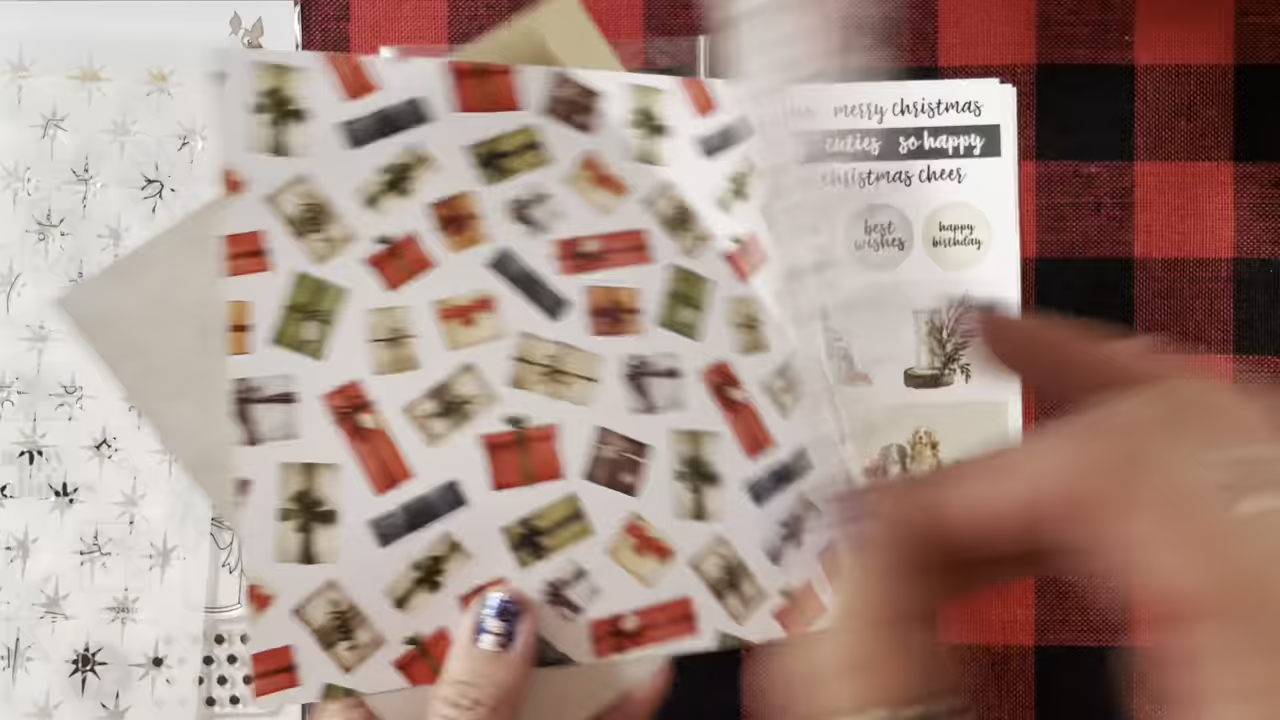 merry christmas
cuties so happy
christmas cheer
best
wishes
happy
birthday